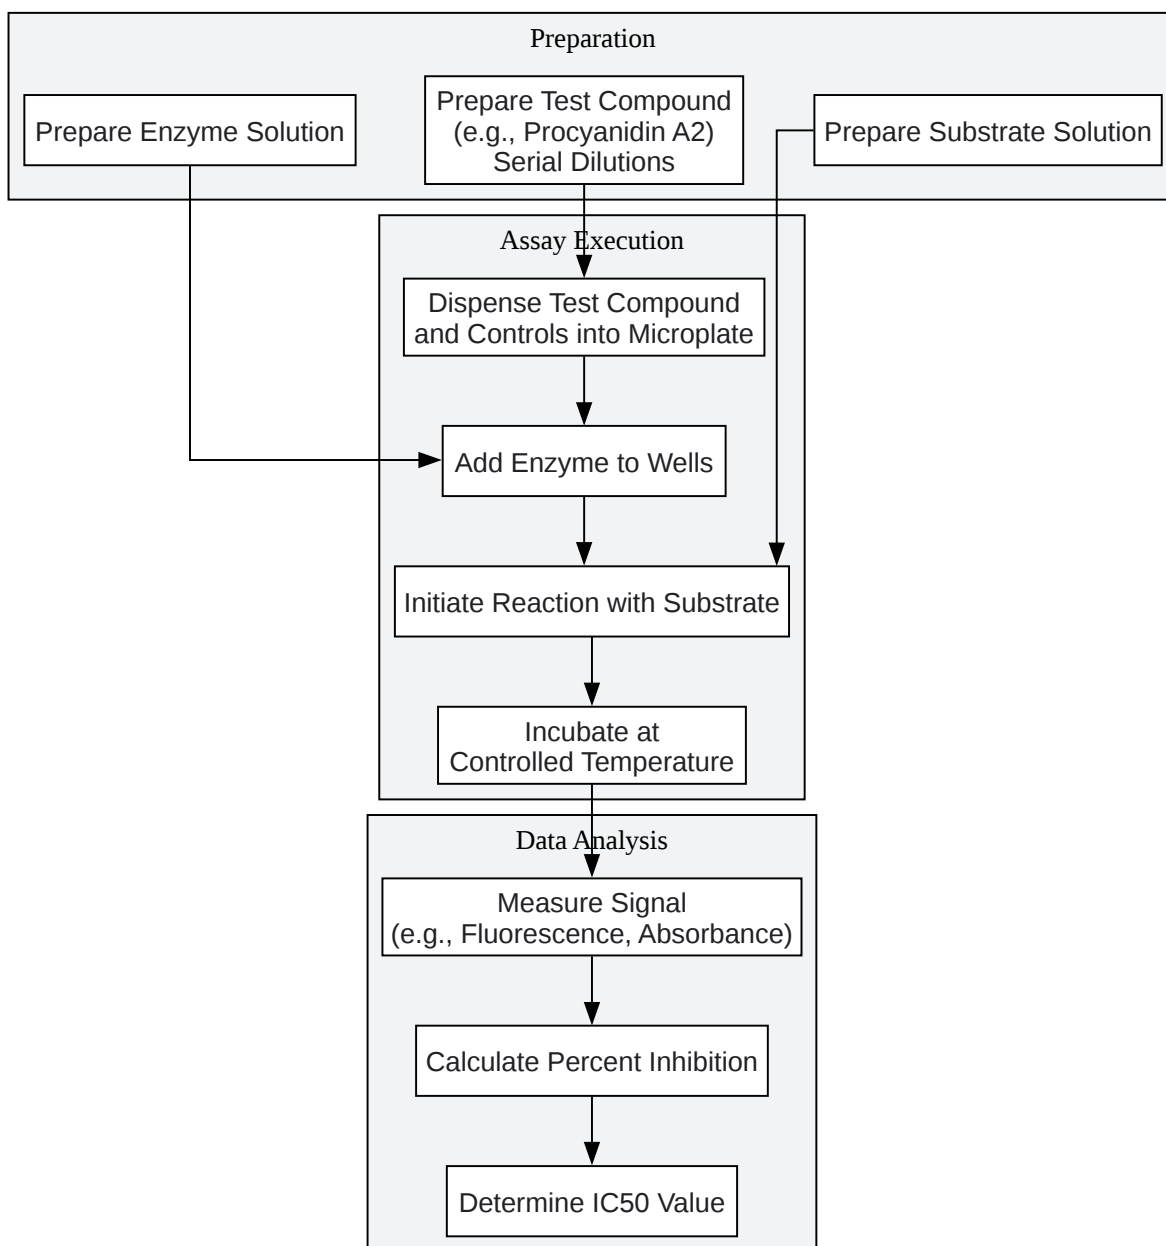 Preparation
Prepare Enzyme Solution
Prepare Test Compound
(e.g., Procyanidin A2)
Serial Dilutions
Prepare Substrate Solution
Assay Execution
Dispense Test Compound
and Controls into Microplate
Add Enzyme to Wells
Initiate Reaction with Substrate
Incubate at
Controlled Temperature
Data Analysis
Measure Signal
(e.g., Fluorescence, Absorbance)
Calculate Percent Inhibition
Determine IC50 Value